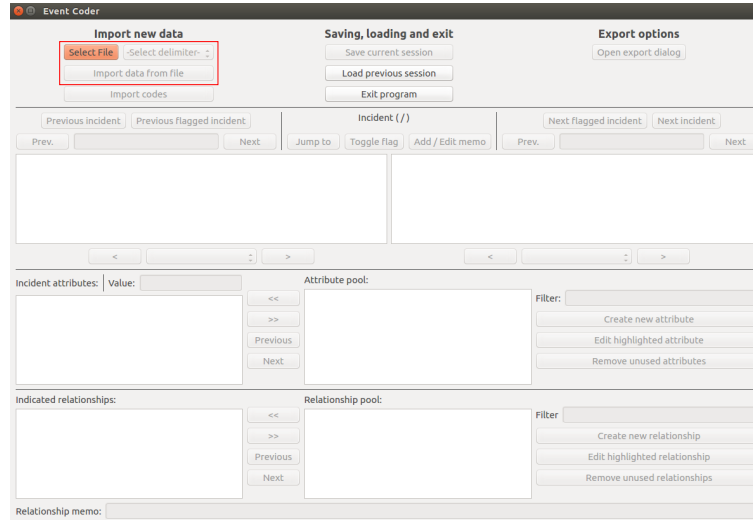 Event Coder
Import new data
Saving, loading and exit
Export options
Select File
-Select delimiter-
Save current session
Open export dialog
Import data from file
Load previous session
Import codes
Exit program
Previous incident
Previous flagged incident
Incident ( / )
Next flagged incident
Next incident
Prev.
Next
Jump to
Toggle flag
Add / Edit memo
Prev.
Next
<
>
<
>
Incident attributes:
Value:
Attribute pool:
<<
>>
Previous
Next
Filter:
Create new attribute
Edit highlighted attribute
Remove unused attributes
Indicated relationships:
Relationship pool:
<<
>>
Previous
Next
Filter
Create new relationship
Edit highlighted relationship
Remove unused relationships
Relationship memo: